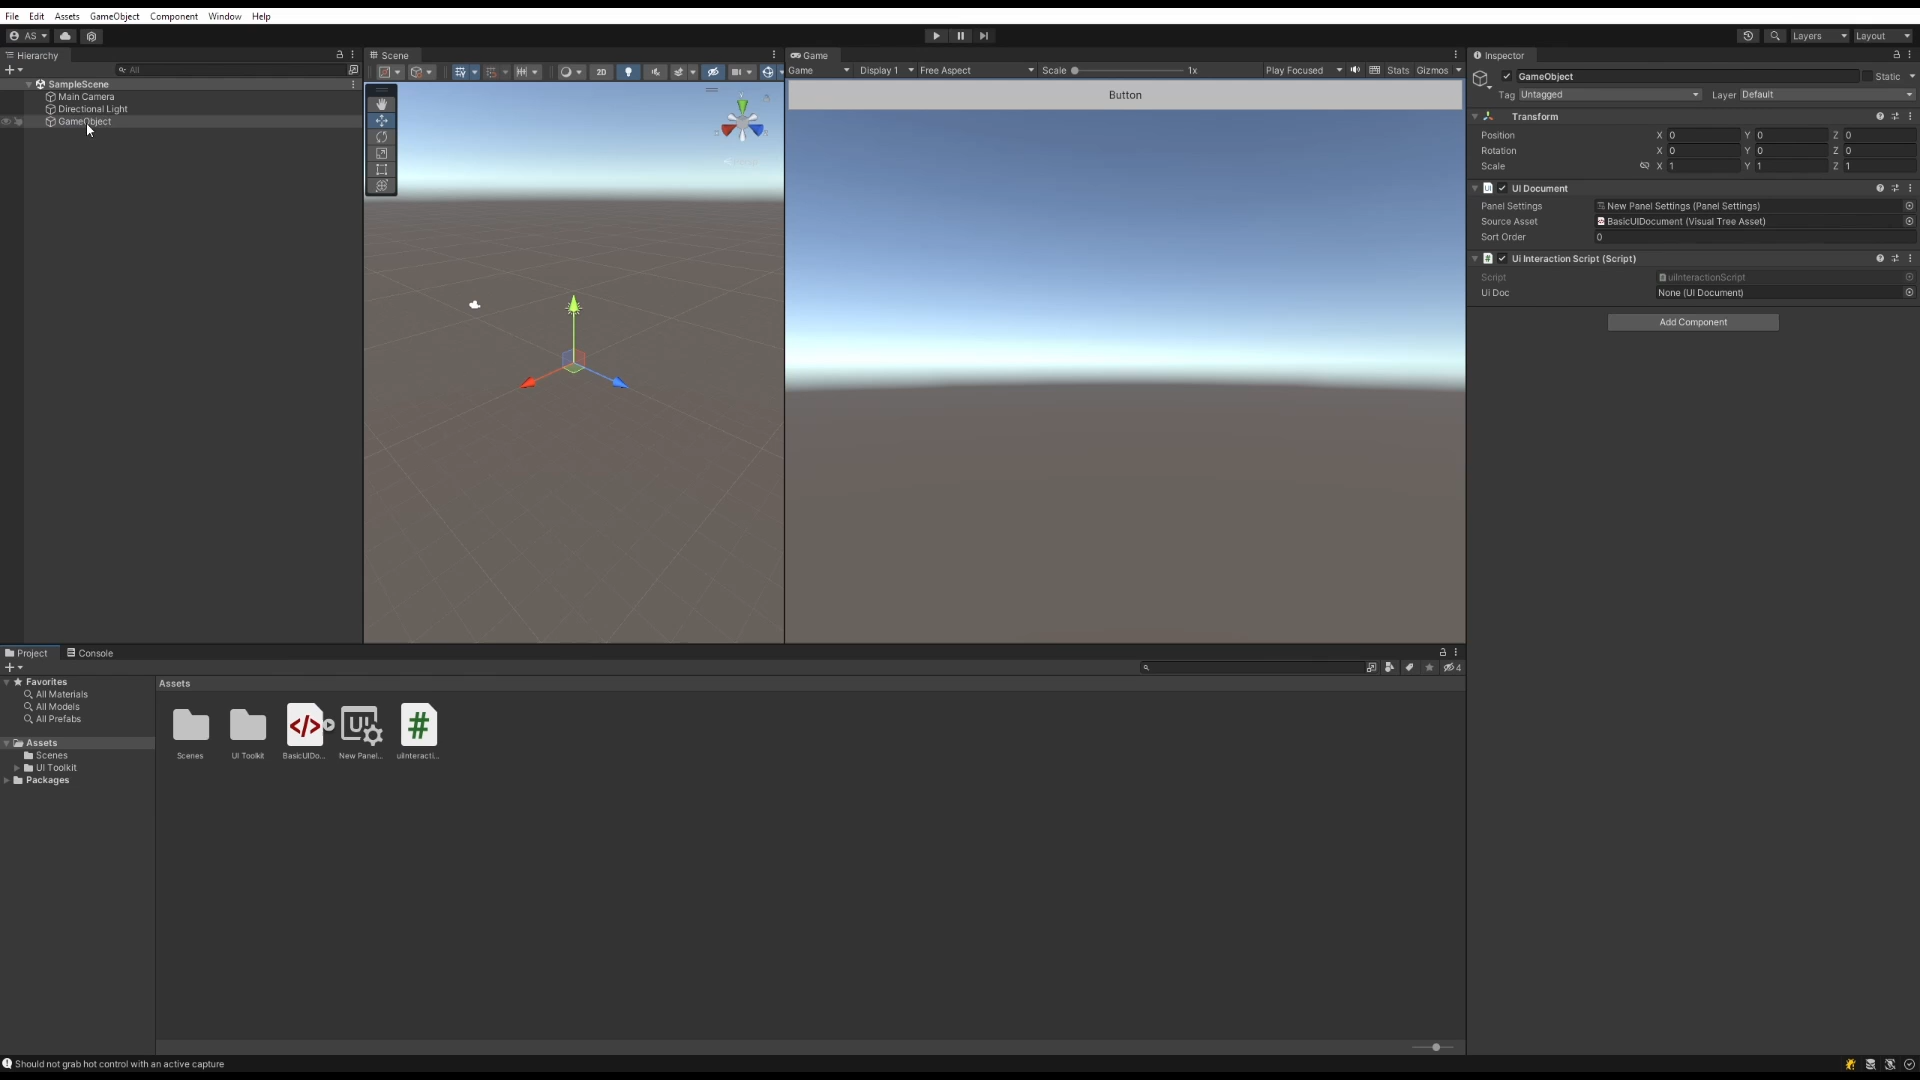 File Edit Assets GameObject Component Window Help
AS Layers Layout
Hierarchy
All
SampleScene
Main Camera
Directional Light
GameObject
Scene
2D
Game
Game Display 1 Free Aspect Scale 1x Play Focused Stats Gizmos
Button
Inspector
GameObject Static
Tag Untagged Layer Default
Transform
Position X 0 Y 0 Z 0
Rotation X 0 Y 0 Z 0
Scale X 1 Y 1 Z 1
UI Document
Panel Settings New Panel Settings (Panel Settings)
Source Asset BasicUIDocument (Visual Tree Asset)
Sort Order 0
Ui Interaction Script (Script)
Script uiInteractionScript
Ui Doc None (UI Document)
Add Component
Project Console
4
Favorites
All Materials
All Models
All Prefabs
Assets
Scenes
UI Toolkit
Packages
Assets
Scenes UI Toolkit BasicUIDo... New Panel... uiInteracti...
Should not grab hot control with an active capture